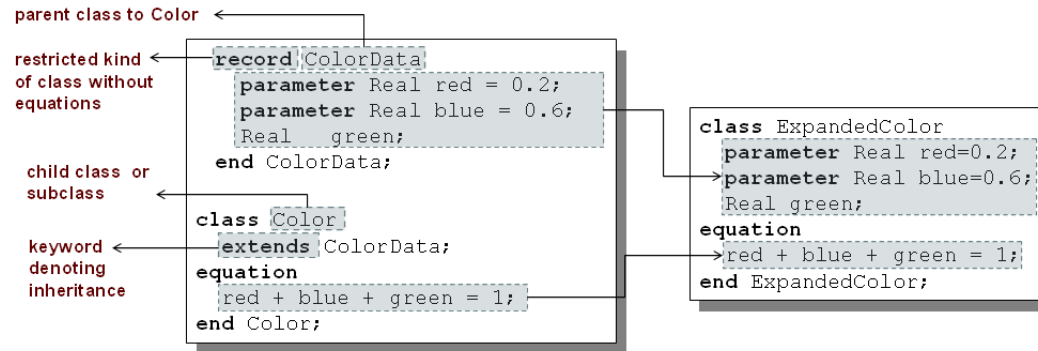 parent class to Color
restricted kind
of class without
equations
child class or
subclass
keyword
denoting
inheritance
record ColorData
parameter Real red = 0.2;
parameter Real blue = 0.6;
Real green;
end ColorData;
class Color
extends ColorData;
equation
red + blue + green = 1;
end Color;
class ExpandedColor
parameter Real red=0.2;
parameter Real blue=0.6;
Real green;
equation
red + blue + green = 1;
end ExpandedColor;